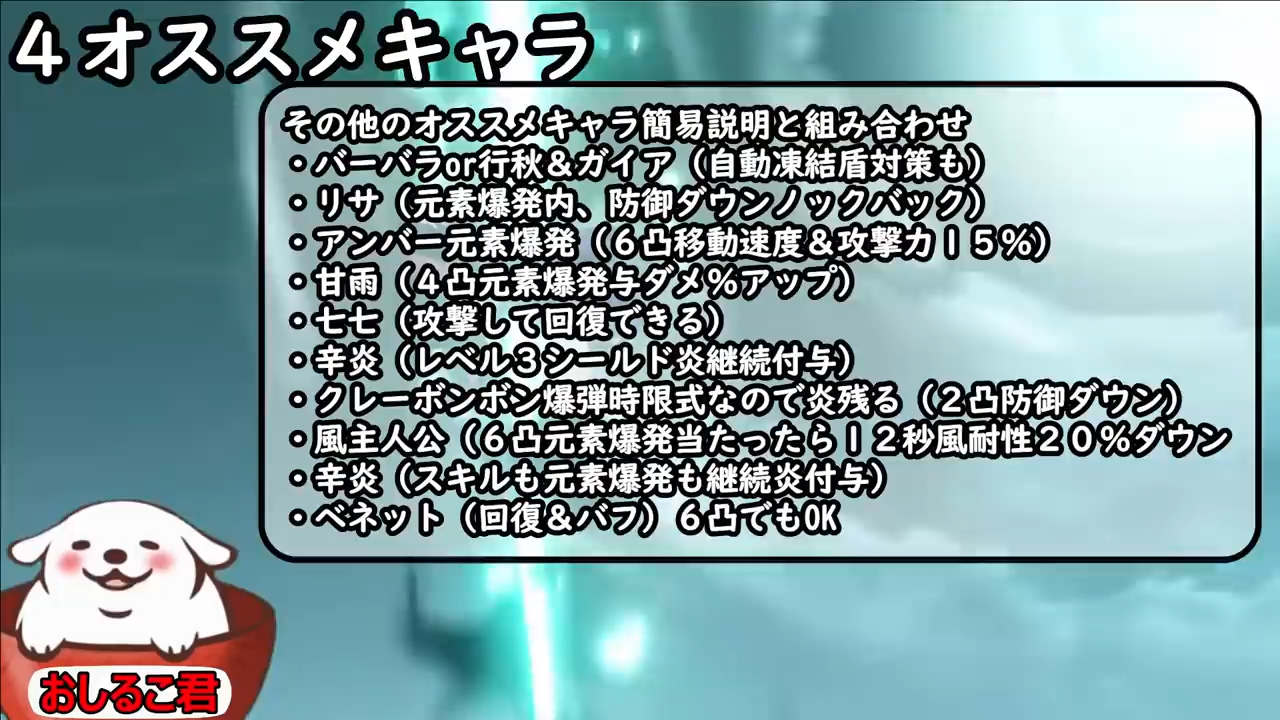 ４オススメキャラ
その他のオススメキャラ簡易説明と組み合わせ
・バーバラor行秋＆ガイア（自動凍結盾対策も）
・リサ（元素爆発内、防御ダウンノックバック）
・アンバー元素爆発（６凸移動速度＆攻撃力１５％）
・甘雨（４凸元素爆発与ダメ％アップ）
・七七（攻撃して回復できる）
・辛炎（レベル３シールド炎継続付与）
・クレーボンボン爆弾時限式なので炎残る（２凸防御ダウン）
・風主人公（６凸元素爆発当たったら１２秒風耐性２０％ダウン
・辛炎（スキルも元素爆発も継続炎付与）
・ベネット（回復＆バフ）６凸でもOK
おしるこ君